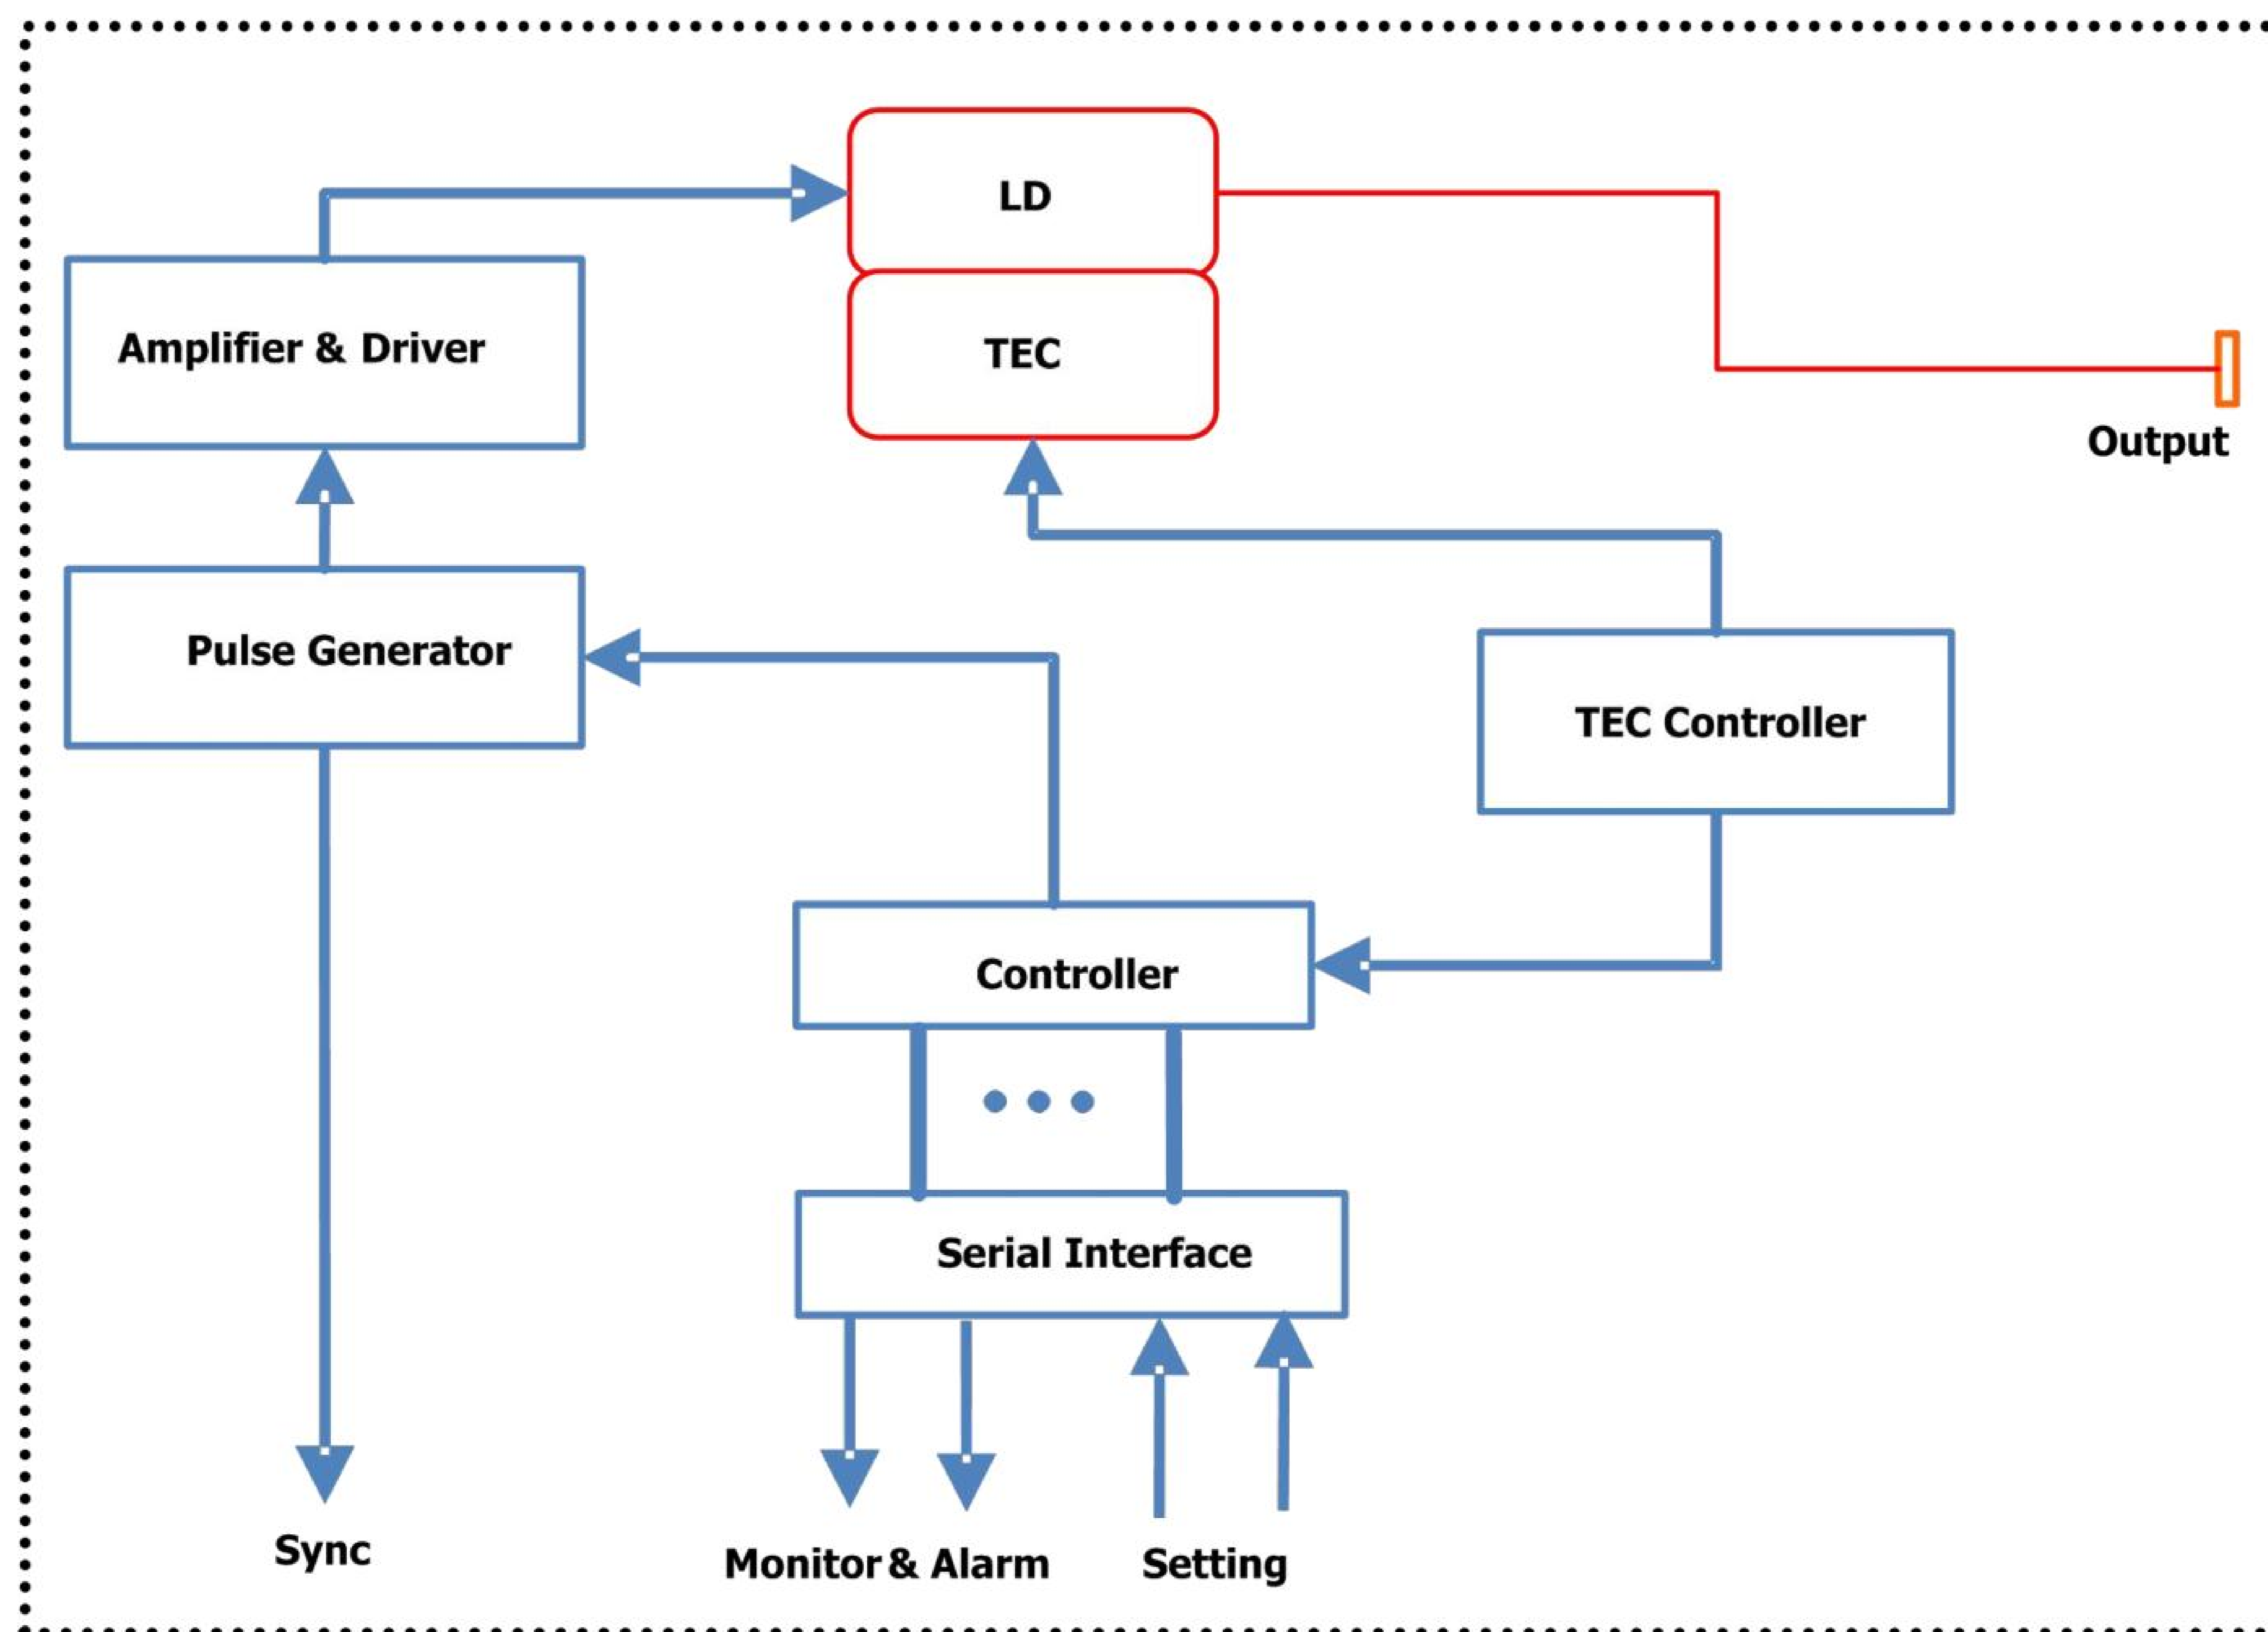 LD
Amplifier & Driver
TEC
Output
Pulse Generator
TEC Controller
Controller
Serial Interface
Sync
Monitor & Alarm
Setting